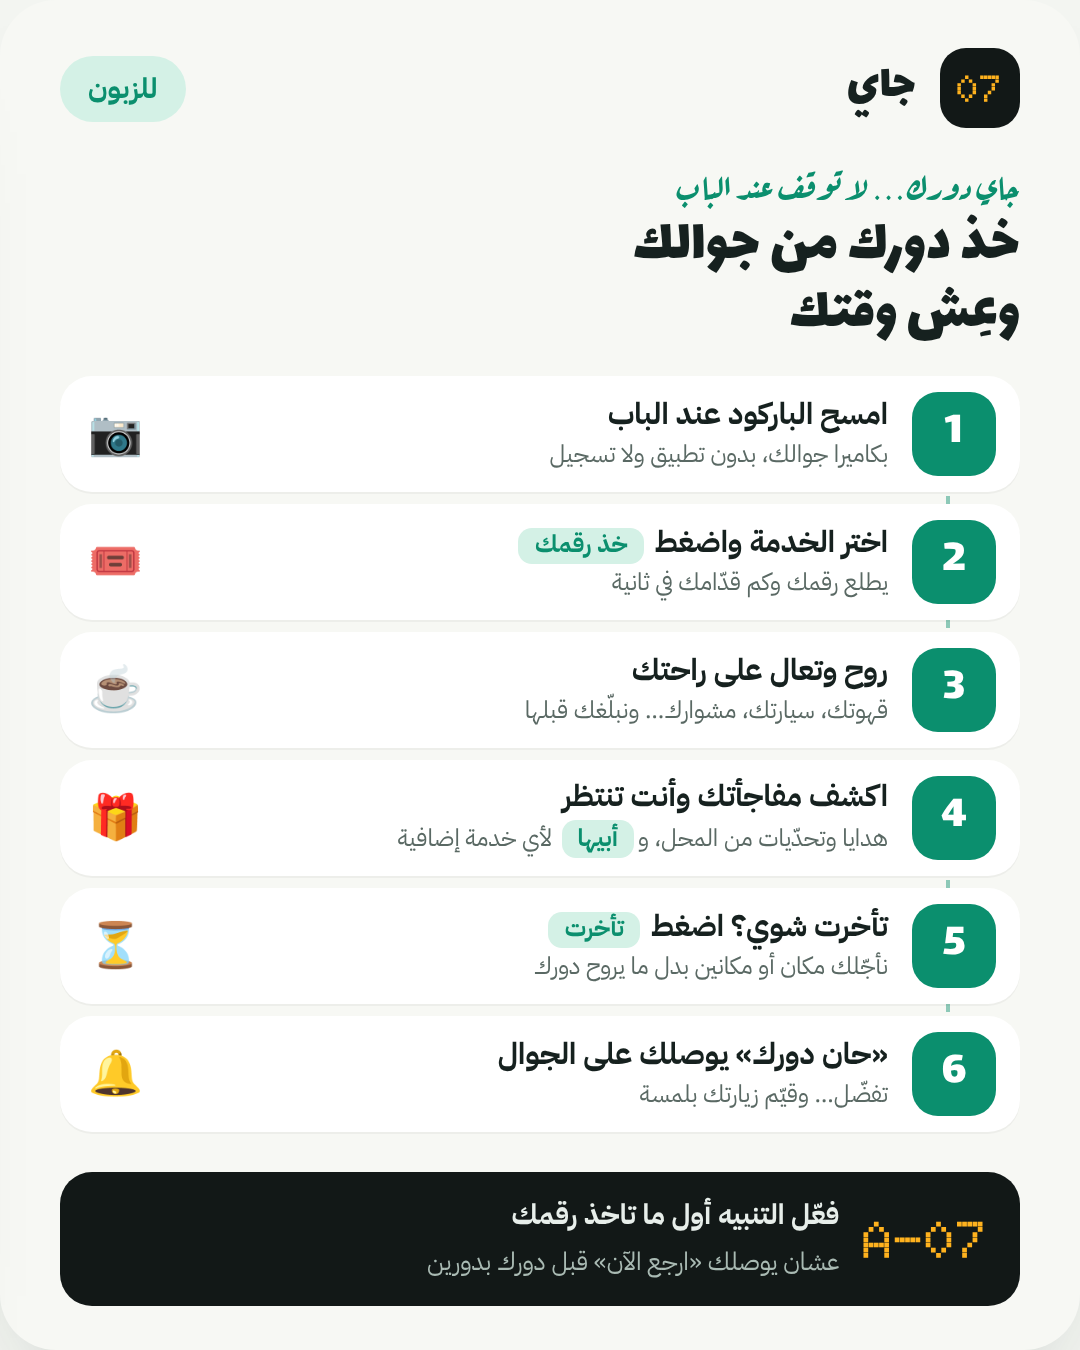 07
جاي
للزبون
جاي دورك... لا توقف عند الباب
خذ دورك من جوالك
وعِش وقتك
1
امسح الباركود عند الباب
بكاميرا جوالك، بدون تطبيق ولا تسجيل
2
اختر الخدمة واضغط خذ رقمك
يطلع رقمك وكم قدّامك في ثانية
3
روح وتعال على راحتك
قهوتك، سيارتك، مشوارك... ونبلّغك قبلها
4
اكشف مفاجأتك وأنت تنتظر
هدايا وتحدّيات من المحل، و أبيها لأي خدمة إضافية
5
تأخرت شوي؟ اضغط تأخرت
نأجّلك مكان أو مكانين بدل ما يروح دورك
6
«حان دورك» يوصلك على الجوال
تفضّل... وقيّم زيارتك بلمسة
A-07
فعّل التنبيه أول ما تاخذ رقمك
عشان يوصلك «ارجع الآن» قبل دورك بدورين